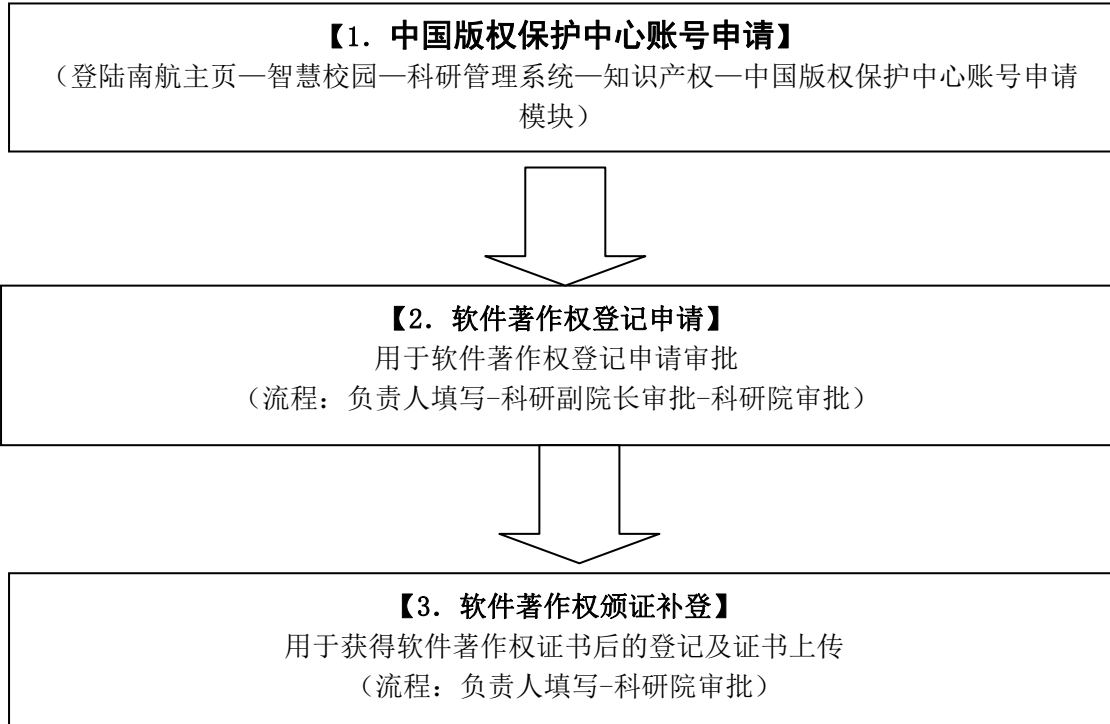 【1. 中国版权保护中心账号申请】
（登陆南航主页—智慧校园—科研管理系统—知识产权—中国版权保护中心账号申请
模块）
【2. 软件著作权登记申请】
用于软件著作权登记申请审批
（流程：负责人填写-科研副院长审批-科研院审批）
【3. 软件著作权颁证补登】
用于获得软件著作权证书后的登记及证书上传
（流程：负责人填写-科研院审批）